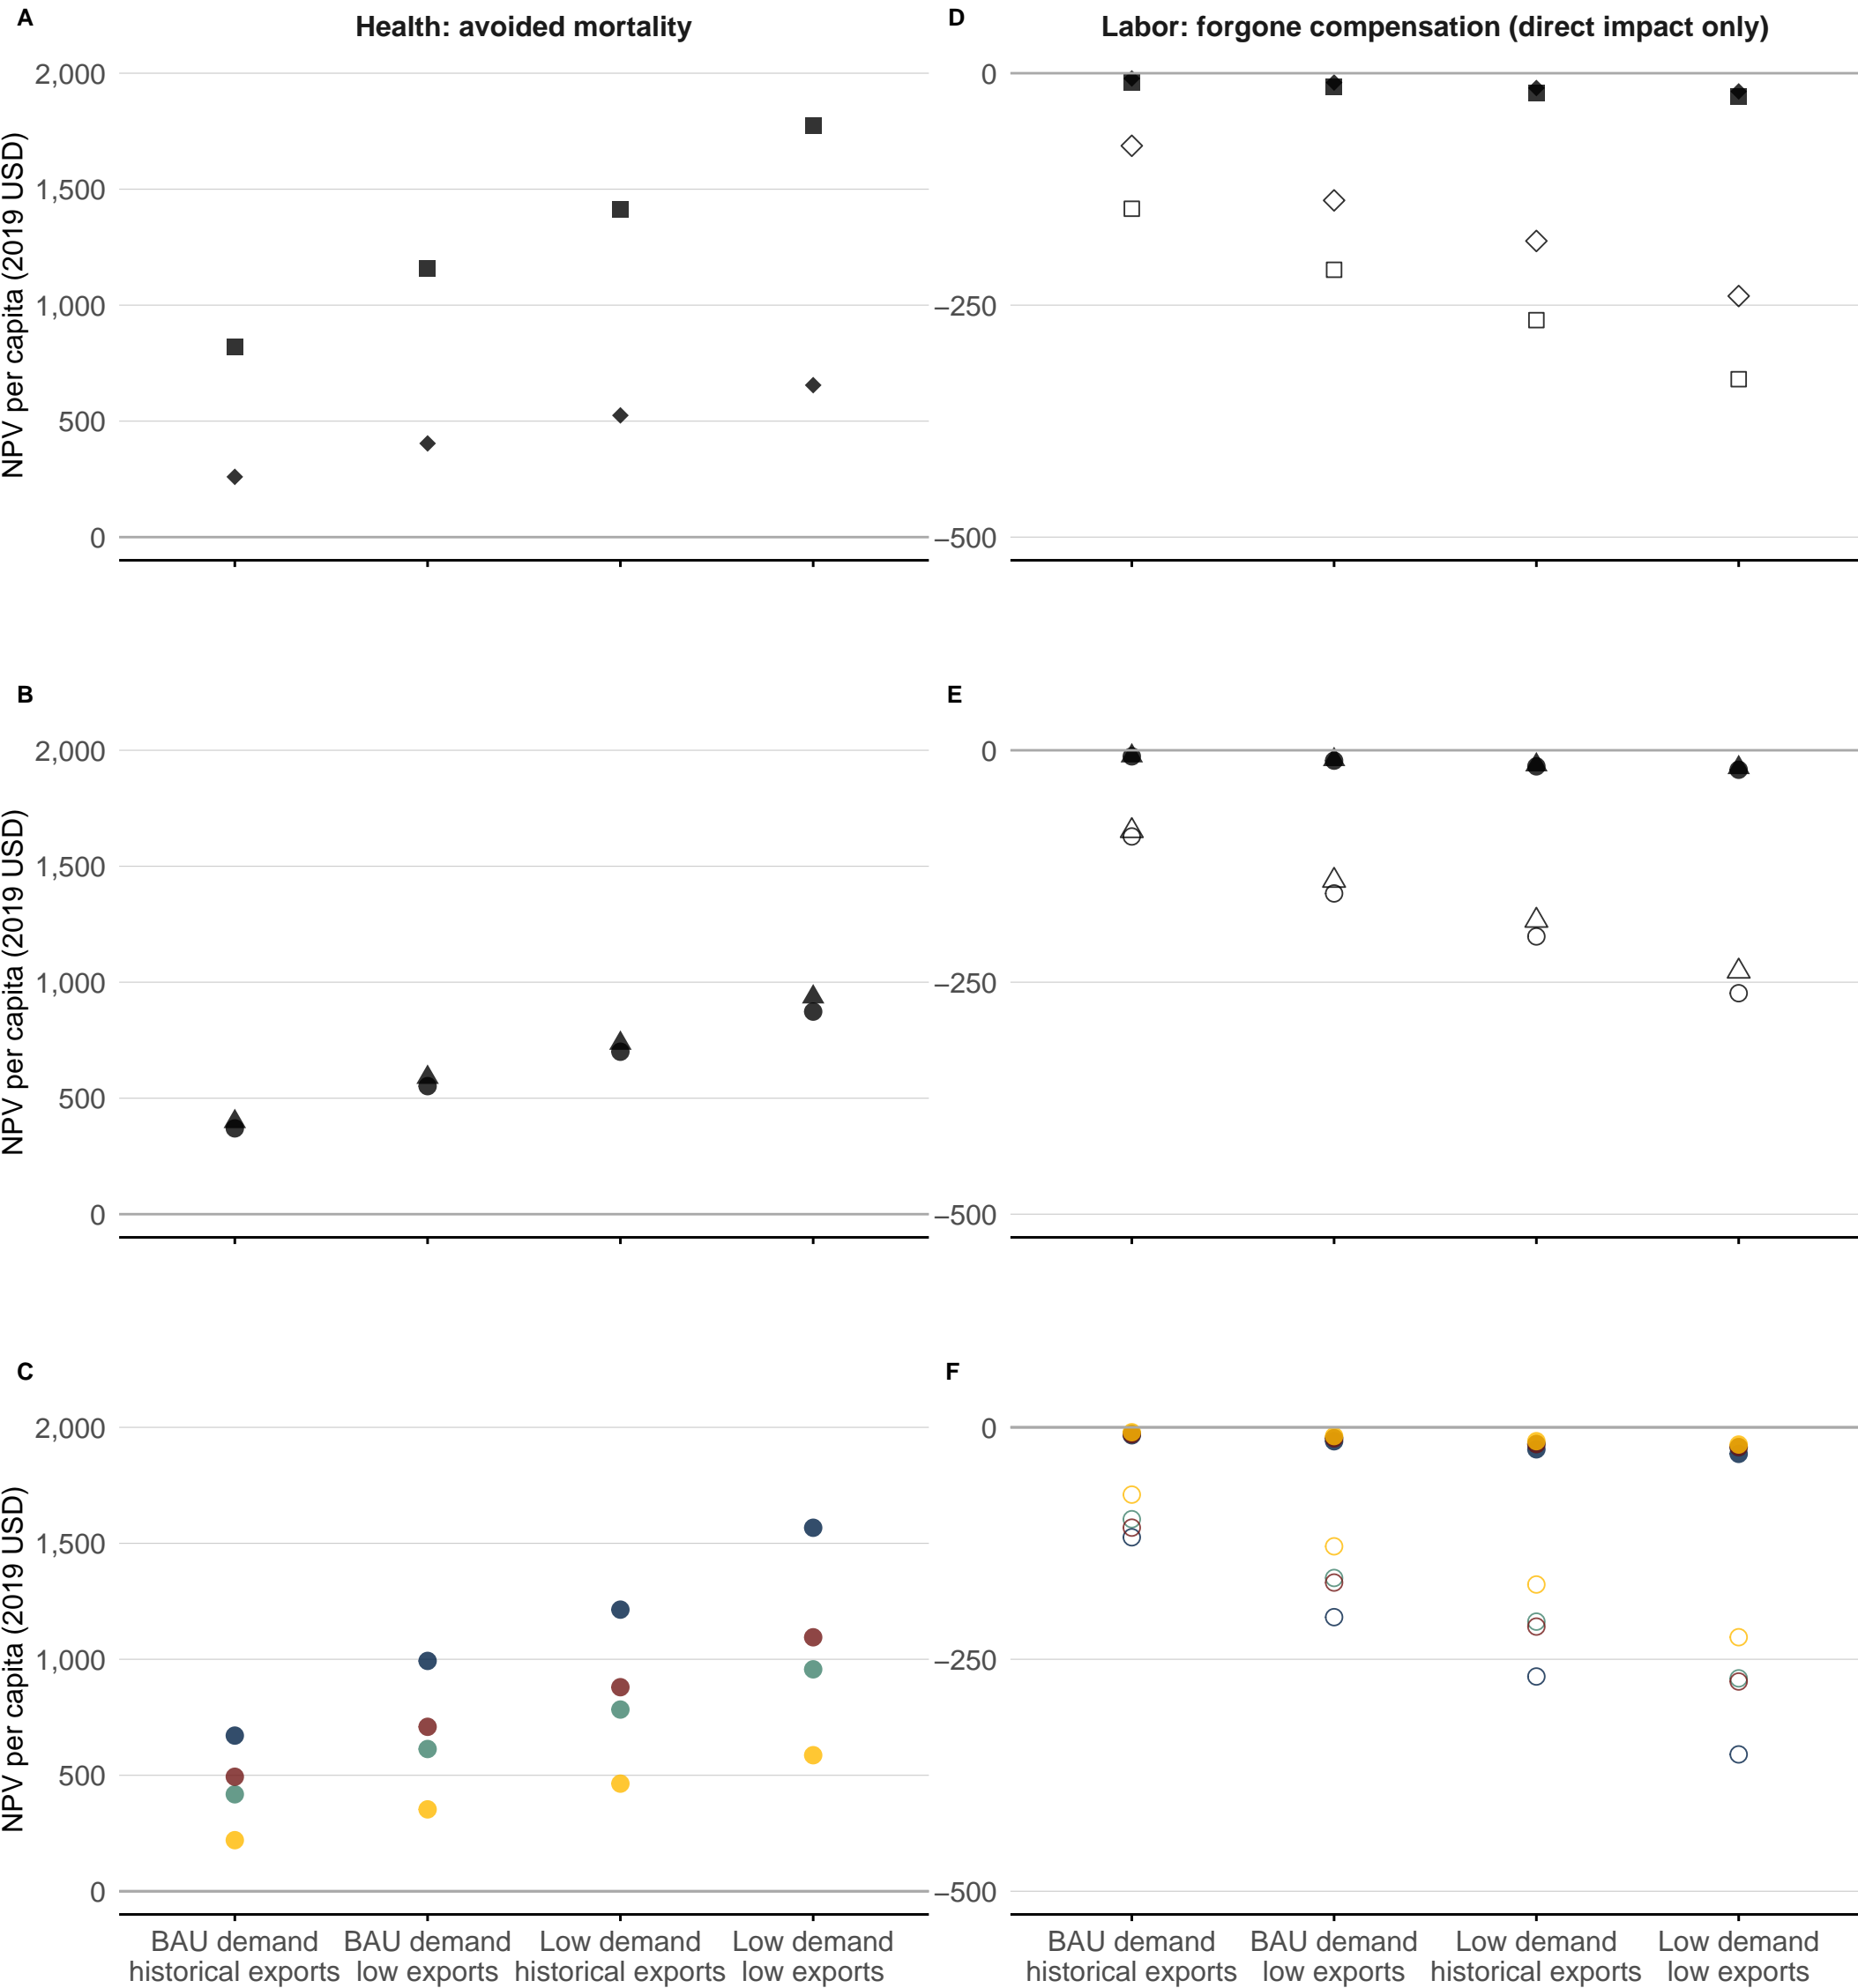 A
Health: avoided mortality
NPV per capita (2019 USD)
2,000
1,500
1,000
500
0
D
Labor: forgone compensation (direct impact only)
0
−250
−500
B
NPV per capita (2019 USD)
2,000
1,500
1,000
500
0
E
0
−250
−500
C
NPV per capita (2019 USD)
2,000
1,500
1,000
500
0
BAU demand
historical exports
BAU demand
low exports
Low demand
historical exports
Low demand
low exports
F
0
−250
−500
BAU demand
historical exports
BAU demand
low exports
Low demand
historical exports
Low demand
low exports